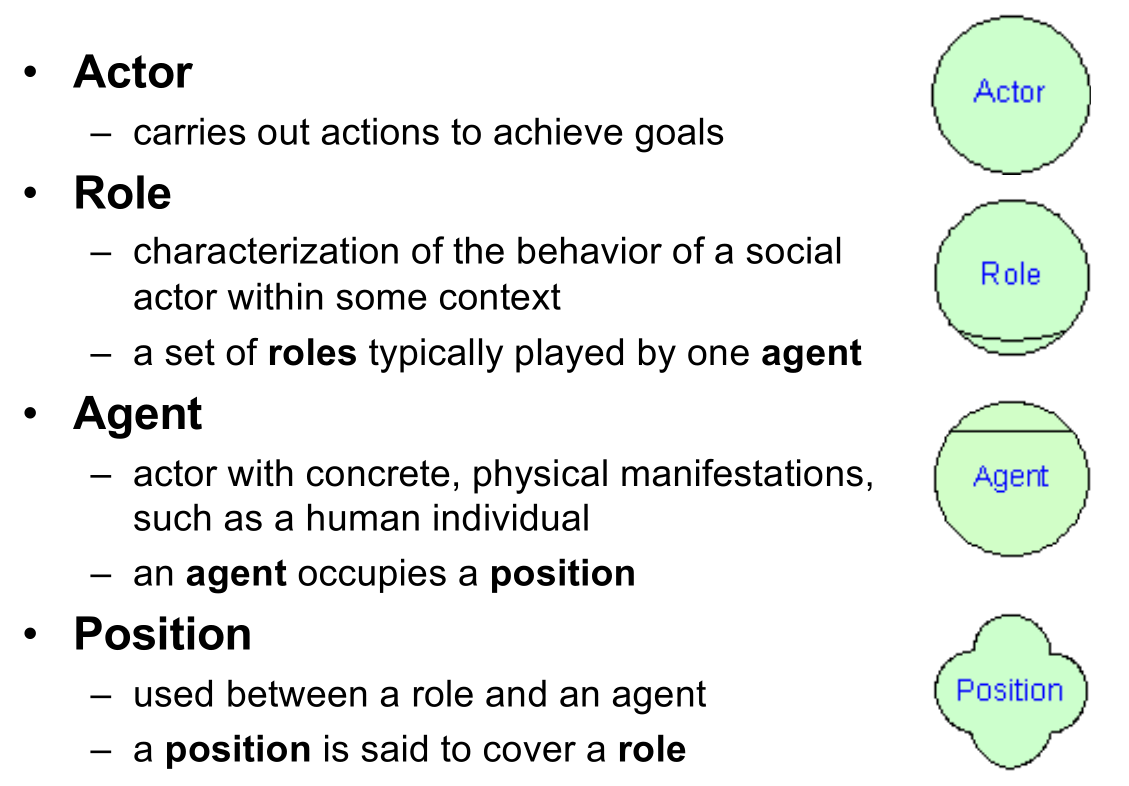 • Actor
– carries out actions to achieve goals
• Role
– characterization of the behavior of a social
actor within some context
– a set of roles typically played by one agent
• Agent
– actor with concrete, physical manifestations,
such as a human individual
– an agent occupies a position
• Position
– used between a role and an agent
– a position is said to cover a role
Actor
Role
Agent
Position